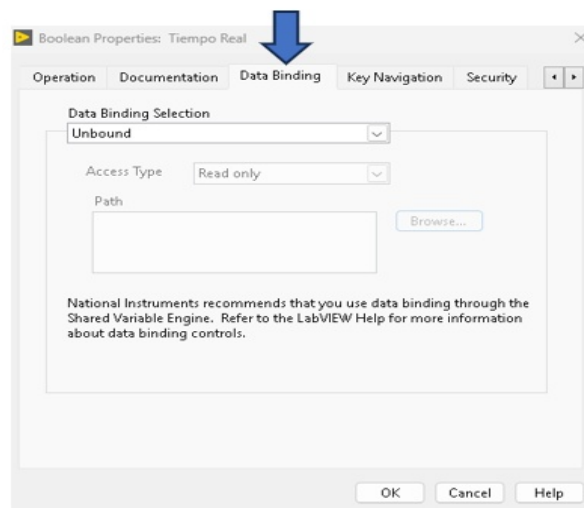 Boolean Properties: Tiempo Real
Operation Documentation Data Binding Key Navigation Security
Data Binding Selection
Unbound
Access Type Read only
Path
Browse...
National Instruments recommends that you use data binding through the
Shared Variable Engine. Refer to the LabVIEW Help for more information
about data binding controls.
OK Cancel Help